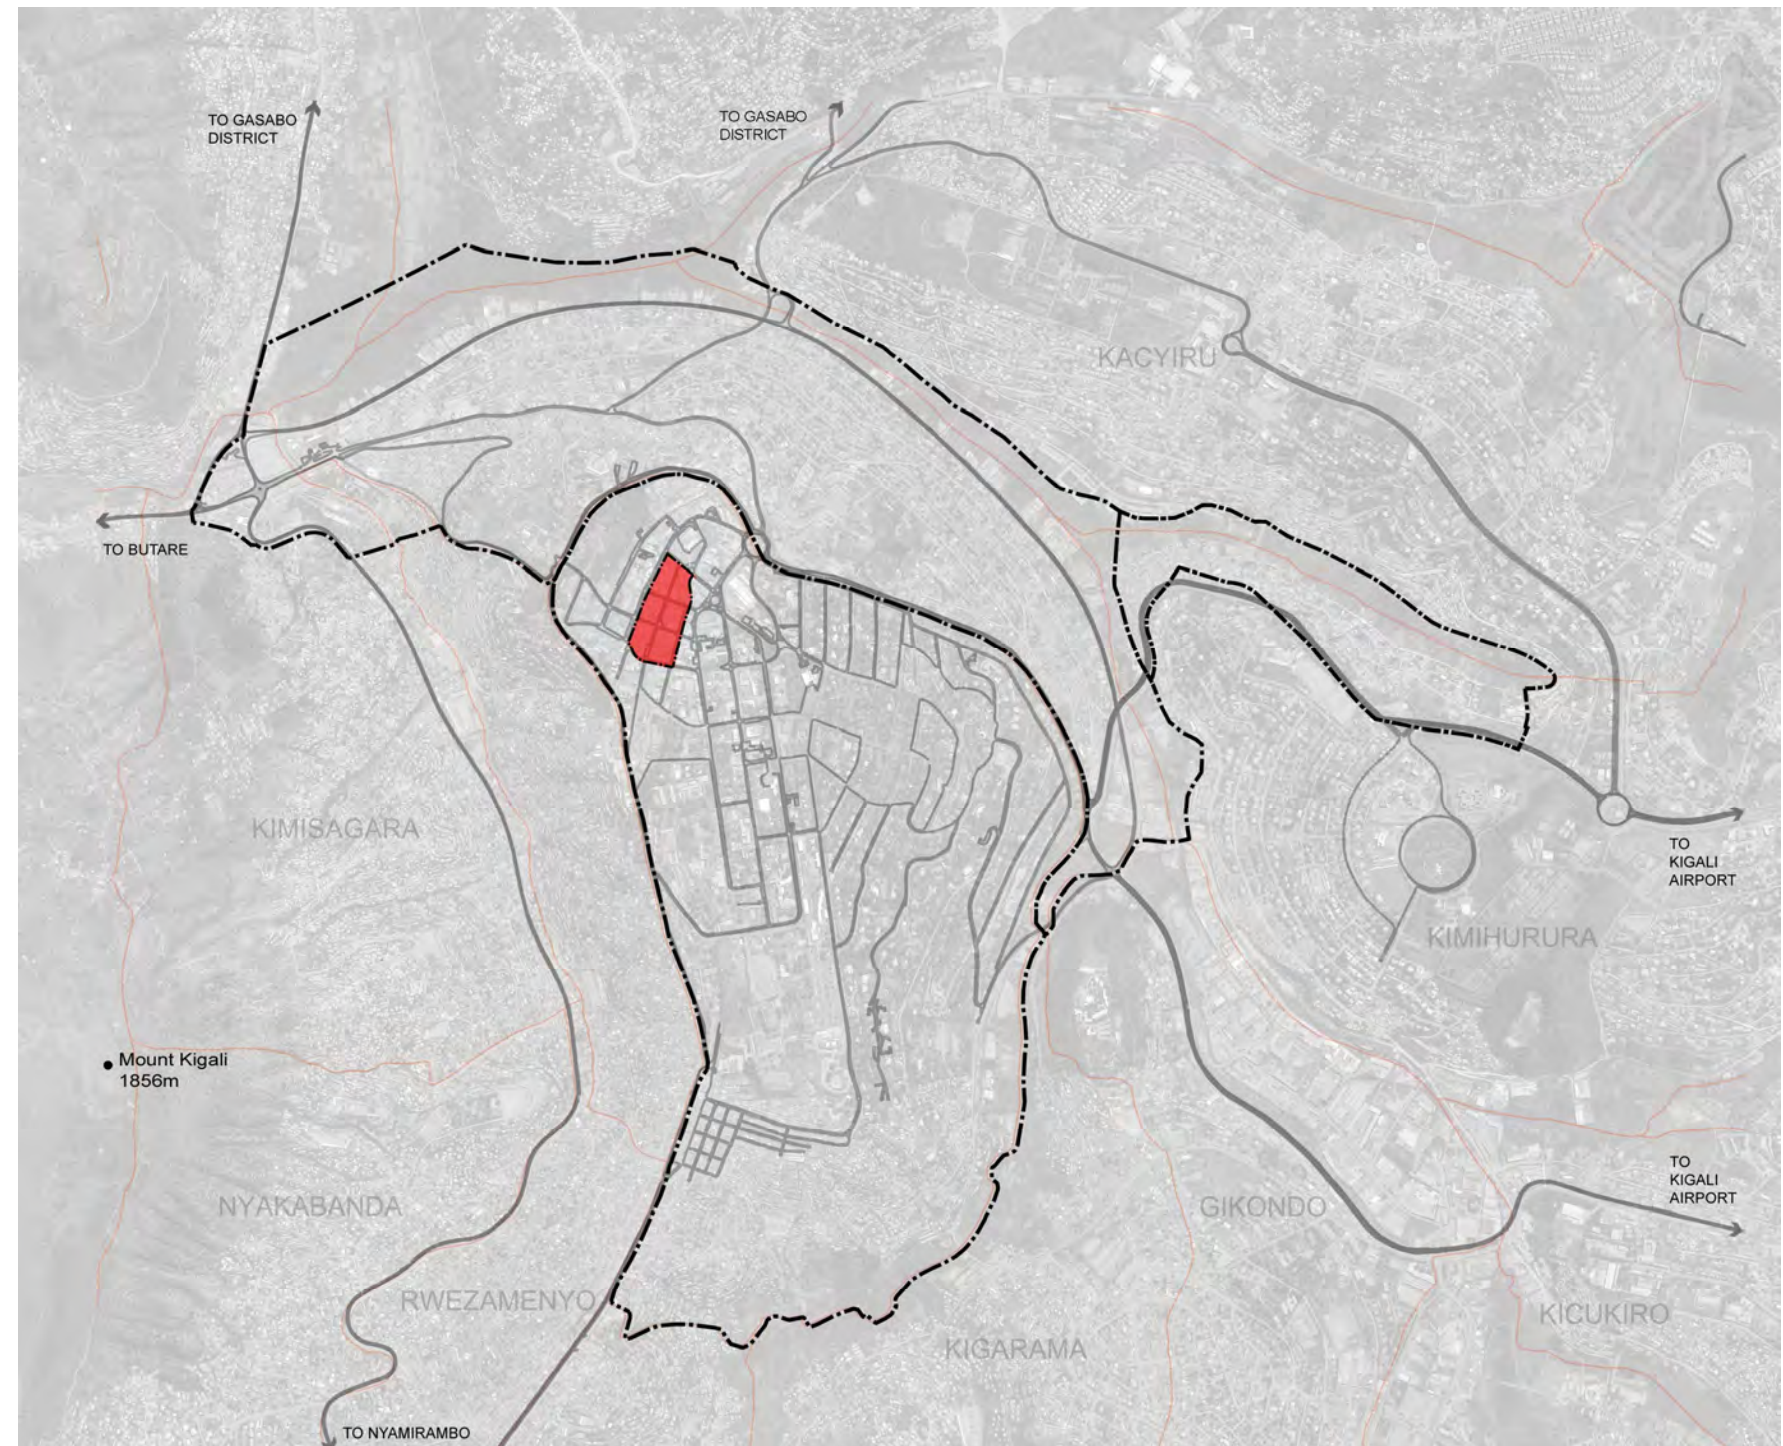 TO GASABO
DISTRICT
TO GASABO
DISTRICT
KACYIRU
TO BUTARE
KIMISAGARA
TO
KIGALI
AIRPORT
KIMIHURURA
Mount Kigali
1856m
TO
KIGALI
AIRPORT
NYAKABANDA
GIKONDO
RWEZAMENYO
KICUKIRO
KIGARAMA
TO NYAMIRAMBO